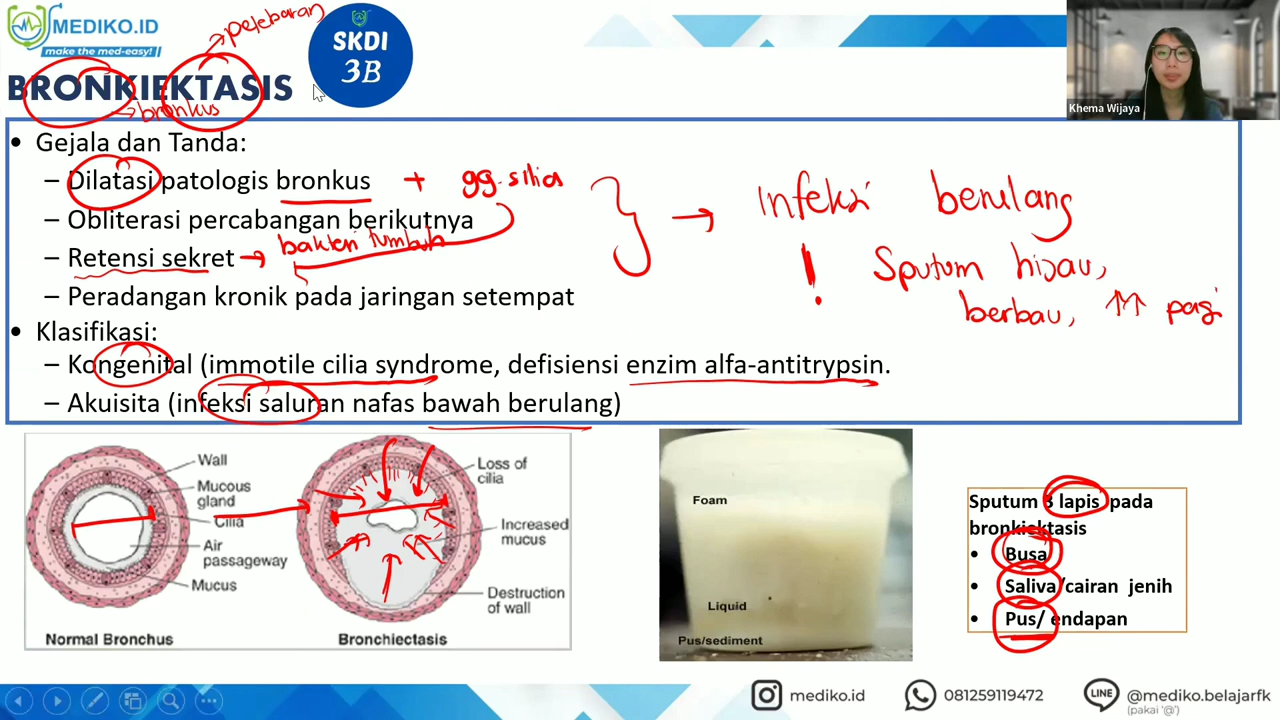 MEDIKO.ID
make the med-easy!
pelebaran
SKDI
3B
BRONKIEKTASIS
bronkus
Khema Wijaya
• Gejala dan Tanda:
– Dilatasi patologis bronkus + gg. silia
– Obliterasi percabangan berikutnya
bakteri tumbuh
– Retensi sekret →
– Peradangan kronik pada jaringan setempat
} → Infeksi berulang
! Sputum hijau,
berbau, ↑↑ pagi
• Klasifikasi:
– Kongenital (immotile cilia syndrome, defisiensi enzim alfa-antitrypsin.
– Akuisita (infeksi saluran nafas bawah berulang)
Wall
Mucous
gland
Cilia
Air
passageway
Mucus
Normal Bronchus
Loss of
cilia
Increased
mucus
Destruction
of wall
Bronchiectasis
Foam
Liquid
Pus/sediment
Sputum 3 lapis pada
bronkiektasis
• Busa
• Saliva/cairan jenih
• Pus/ endapan
mediko.id
081259119472
LINE
@mediko.belajarfk
(pakai '@')